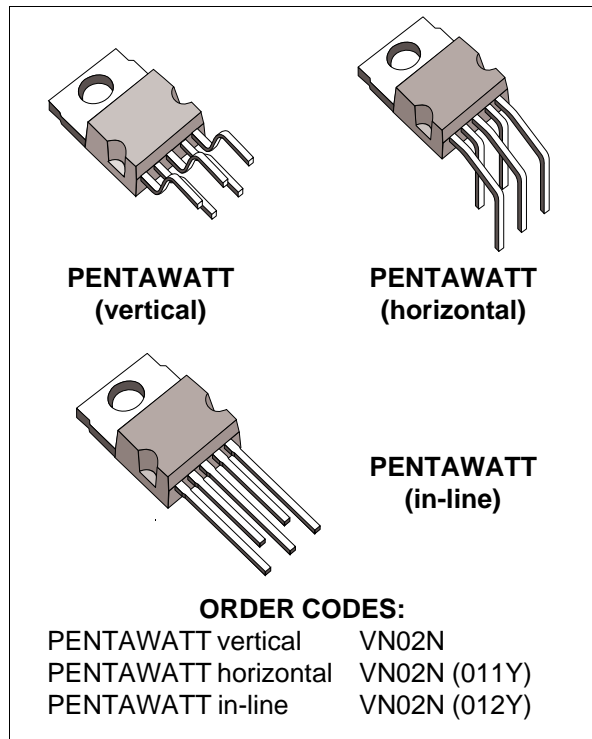 PENTAWATT
(vertical)
PENTAWATT
(horizontal)
PENTAWATT
(in-line)
ORDER CODES:
PENTAWATT vertical VN02N
PENTAWATT horizontal VN02N (011Y)
PENTAWATT in-line VN02N (012Y)